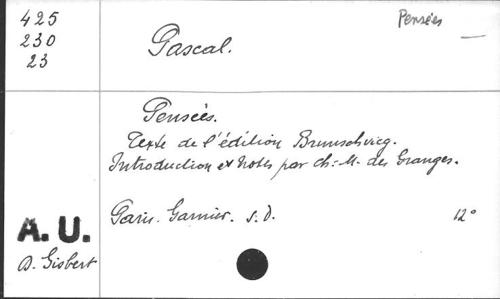 425
230
23
Pensées
Pascal.
Pensées.
Texte de l'édition Brunschvicg.
Introduction et Notes par Ch.-M. des Granges.
Paris. Garnier. s.d.
12°
A. U.
D. Gisbert